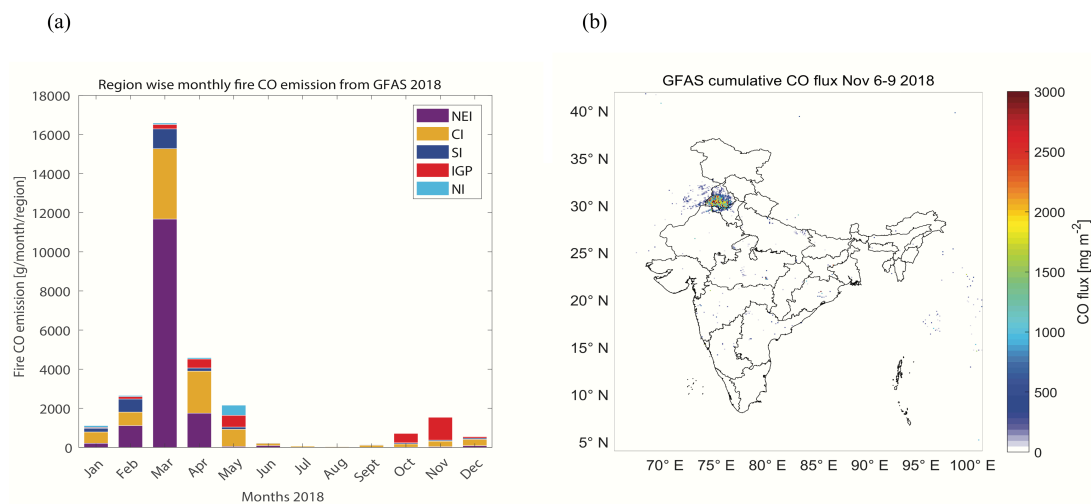 (a)
(b)
Region wise monthly fire CO emission from GFAS 2018
18000
16000
14000
12000
10000
8000
6000
4000
2000
0
Fire CO emission [g/month/region]
NEI
CI
SI
IGP
NI
Jan
Feb
Mar
Apr
May
Jun
Jul
Aug
Sept
Oct
Nov
Dec
Months 2018
GFAS cumulative CO flux Nov 6-9 2018
40° N
35° N
30° N
25° N
20° N
15° N
10° N
5° N
70° E
75° E
80° E
85° E
90° E
95° E
100° E
3000
2500
2000
1500
1000
500
0
CO flux [mg m⁻²]